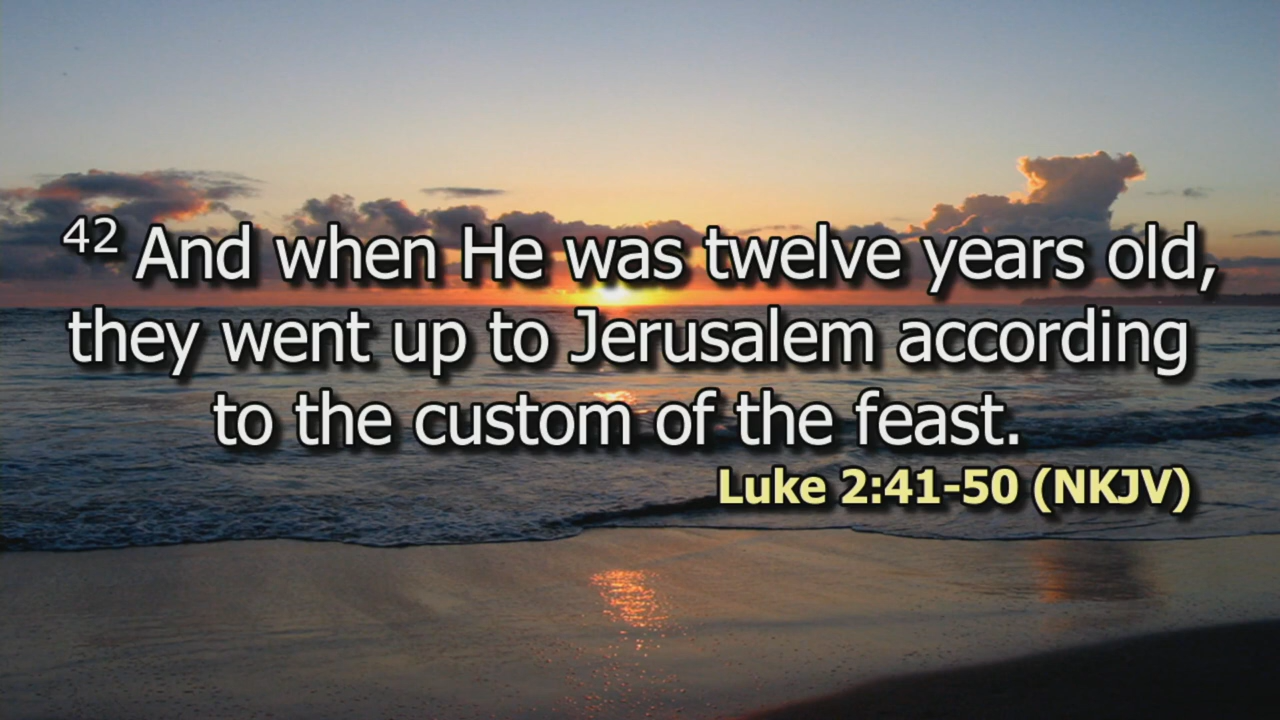 42 And when He was twelve years old,
they went up to Jerusalem according
to the custom of the feast.
Luke 2:41-50 (NKJV)